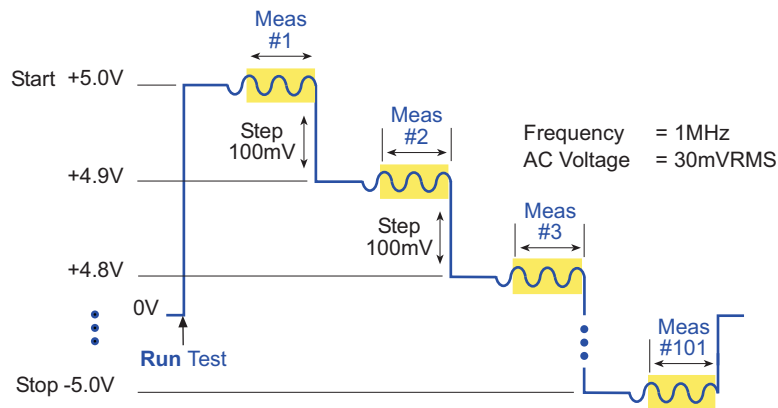 Meas
#1
Start +5.0V
Step
100mV
Meas
#2
Frequency = 1MHz
AC Voltage = 30mVRMS
+4.9V
Step
100mV
Meas
#3
+4.8V
0V
Run Test
Meas
#101
Stop -5.0V